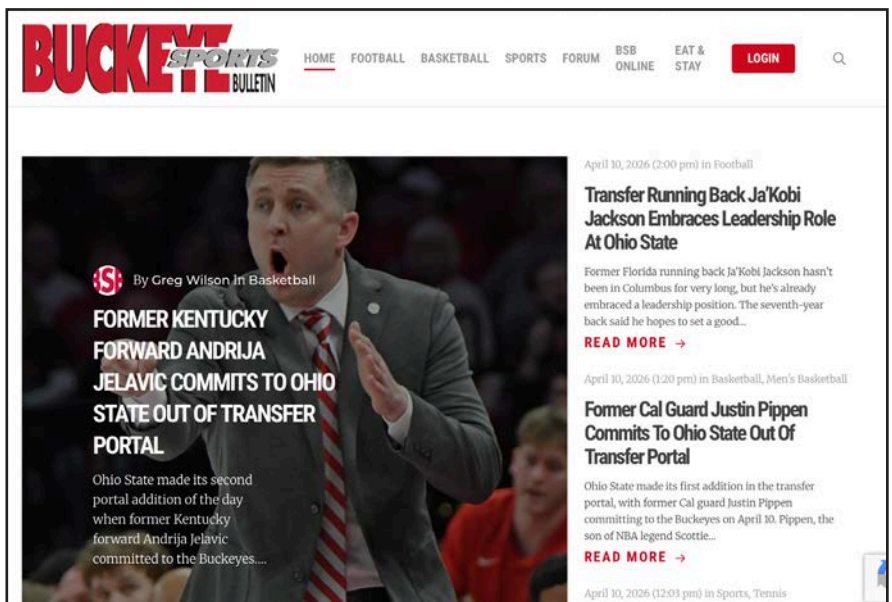 BUCKEYE
SPORTS
BULLETIN
HOME
FOOTBALL
BASKETBALL
SPORTS
FORUM
BSB
ONLINE
EAT &
STAY
LOGIN
BS
By Greg Wilson In Basketball
FORMER KENTUCKY
FORWARD ANDRIJA
JELAVIC COMMITS TO OHIO
STATE OUT OF TRANSFER
PORTAL
Ohio State made its second
portal addition of the day
when former Kentucky
forward Andrija Jelavic
committed to the Buckeyes....
April 10, 2026 (2:00 pm) in Football
Transfer Running Back Ja'Kobi
Jackson Embraces Leadership Role
At Ohio State
Former Florida running back Ja'Kobi Jackson hasn't
been in Columbus for very long, but he's already
embraced a leadership position. The seventh-year
back said he hopes to set a good...
READ MORE →
April 10, 2026 (1:20 pm) in Basketball, Men's Basketball
Former Cal Guard Justin Pippen
Commits To Ohio State Out Of
Transfer Portal
Ohio State made its first addition in the transfer
portal, with former Cal guard Justin Pippen
committing to the Buckeyes on April 10. Pippen, the
son of NBA legend Scottie...
READ MORE →
April 10, 2026 (12:03 pm) in Sports, Tennis